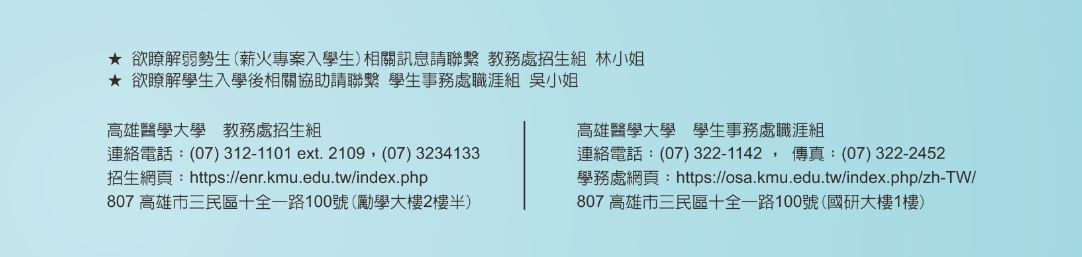 ★ 欲瞭解弱勢生(薪火專案入學生)相關訊息請聯繫 教務處招生組 林小姐
★ 欲瞭解學生入學後相關協助請聯繫 學生事務處職涯組 吳小姐
高雄醫學大學 教務處招生組
連絡電話：(07) 312-1101 ext. 2109，(07) 3234133
招生網頁：https://enr.kmu.edu.tw/index.php
807 高雄市三民區十全一路100號(勵學大樓2樓半)
高雄醫學大學 學生事務處職涯組
連絡電話：(07) 322-1142 ， 傳真：(07) 322-2452
學務處網頁：https://osa.kmu.edu.tw/index.php/zh-TW/
807 高雄市三民區十全一路100號(國研大樓1樓)